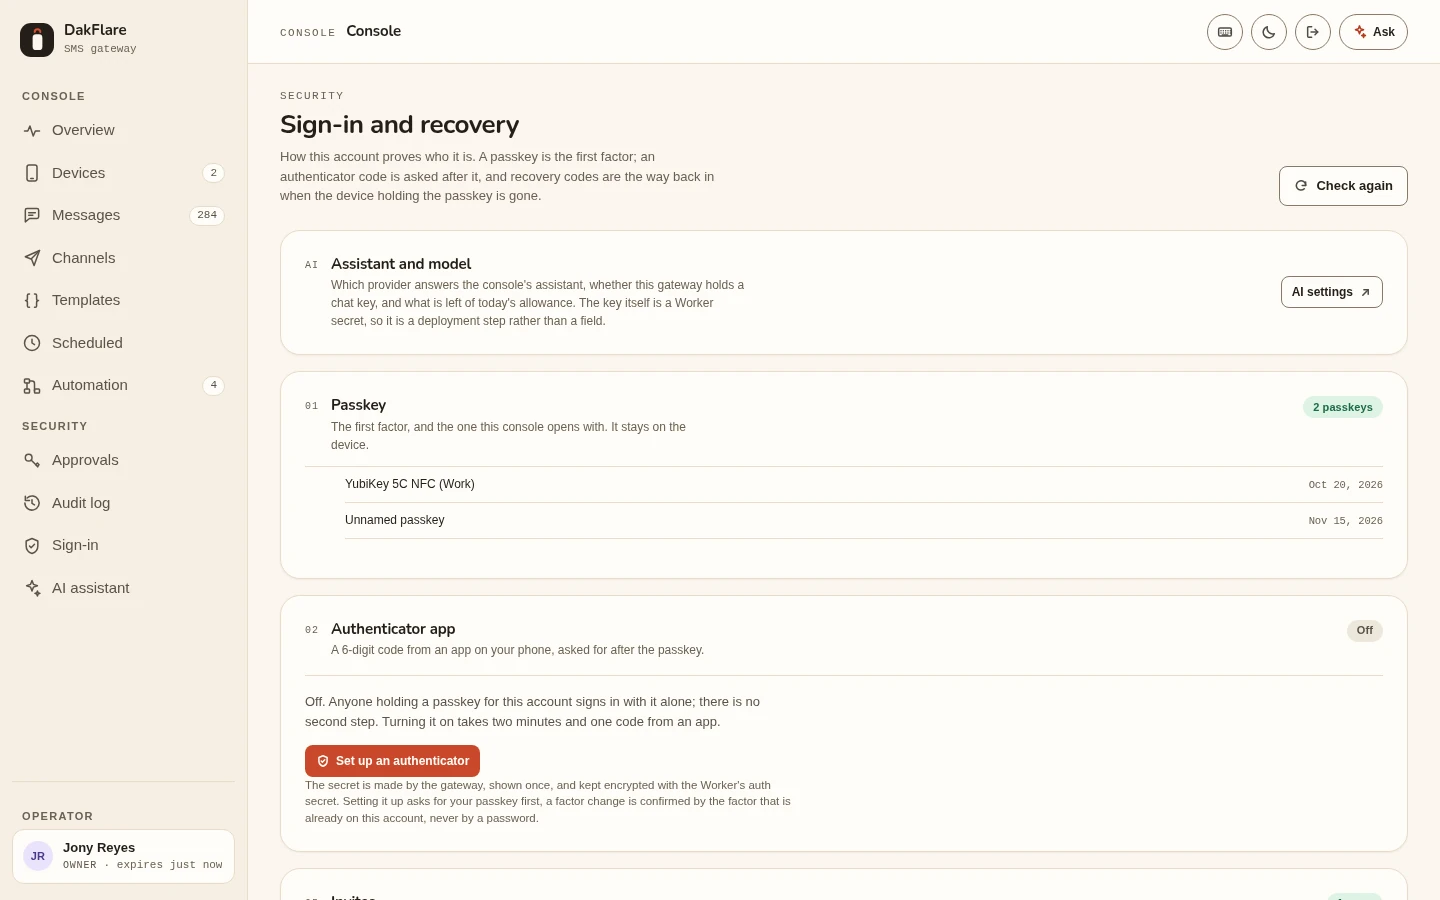 DakFlare
SMS gateway
CONSOLE
Overview
Devices 2
Messages 284
Channels
Templates
Scheduled
Automation 4
SECURITY
Approvals
Audit log
Sign-in
AI assistant
OPERATOR
JR
Jony Reyes
OWNER · expires just now
CONSOLE Console
Ask
SECURITY
Sign-in and recovery
How this account proves who it is. A passkey is the first factor; an
authenticator code is asked after it, and recovery codes are the way back in
when the device holding the passkey is gone.
Check again
AI Assistant and model
Which provider answers the console's assistant, whether this gateway holds a
chat key, and what is left of today's allowance. The key itself is a Worker
secret, so it is a deployment step rather than a field.
AI settings
01 Passkey
2 passkeys
The first factor, and the one this console opens with. It stays on the
device.
YubiKey 5C NFC (Work) Oct 20, 2026
Unnamed passkey Nov 15, 2026
02 Authenticator app
Off
A 6-digit code from an app on your phone, asked for after the passkey.
Off. Anyone holding a passkey for this account signs in with it alone; there is no
second step. Turning it on takes two minutes and one code from an app.
Set up an authenticator
The secret is made by the gateway, shown once, and kept encrypted with the Worker's auth
secret. Setting it up asks for your passkey first, a factor change is confirmed by the factor that is
already on this account, never by a password.